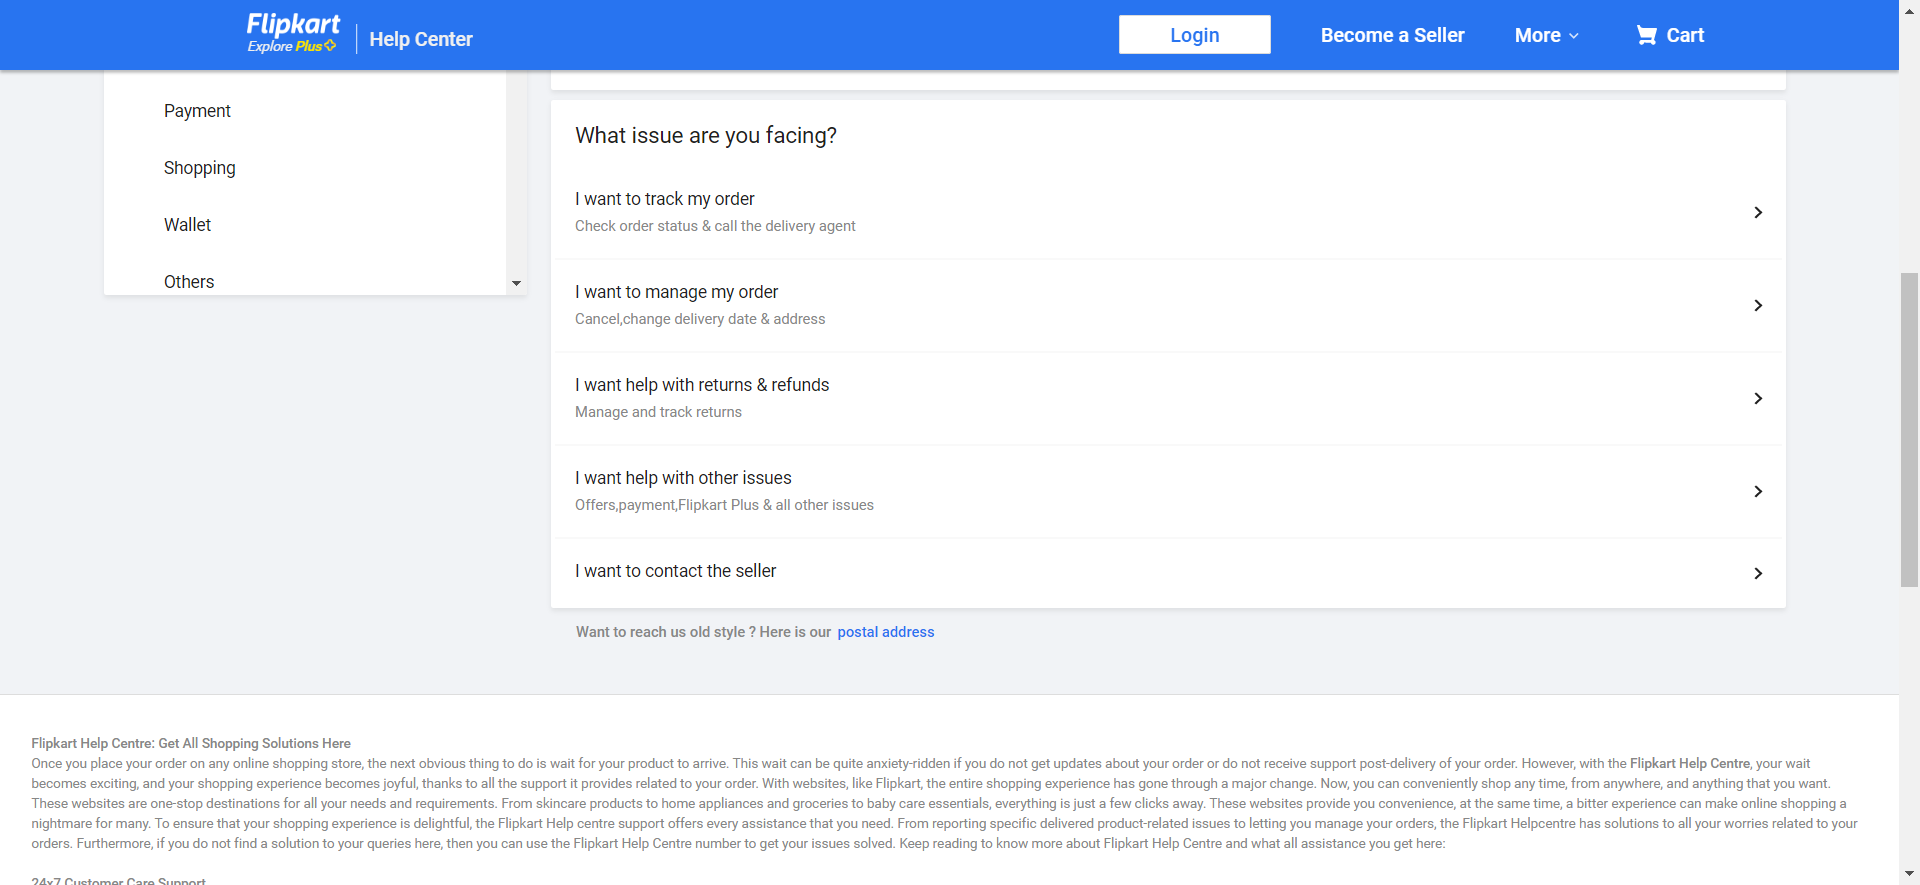 Flipkart
Explore Plus
Help Center
Login
Become a Seller
More
Cart
Payment
Shopping
Wallet
Others
What issue are you facing?
I want to track my order
Check order status & call the delivery agent
I want to manage my order
Cancel,change delivery date & address
I want help with returns & refunds
Manage and track returns
I want help with other issues
Offers,payment,Flipkart Plus & all other issues
I want to contact the seller
Want to reach us old style ? Here is our postal address
Flipkart Help Centre: Get All Shopping Solutions Here
Once you place your order on any online shopping store, the next obvious thing to do is wait for your product to arrive. This wait can be quite anxiety-ridden if you do not get updates about your order or do not receive support post-delivery of your order. However, with the Flipkart Help Centre, your wait
becomes exciting, and your shopping experience becomes joyful, thanks to all the support it provides related to your order. With websites, like Flipkart, the entire shopping experience has gone through a major change. Now, you can conveniently shop any time, from anywhere, and anything that you want.
These websites are one-stop destinations for all your needs and requirements. From skincare products to home appliances and groceries to baby care essentials, everything is just a few clicks away. These websites provide you convenience, at the same time, a bitter experience can make online shopping a
nightmare for many. To ensure that your shopping experience is delightful, the Flipkart Help centre support offers every assistance that you need. From reporting specific delivered product-related issues to letting you manage your orders, the Flipkart Helpcentre has solutions to all your worries related to your
orders. Furthermore, if you do not find a solution to your queries here, then you can use the Flipkart Help Centre number to get your issues solved. Keep reading to know more about Flipkart Help Centre and what all assistance you get here:
24x7 Customer Care Support